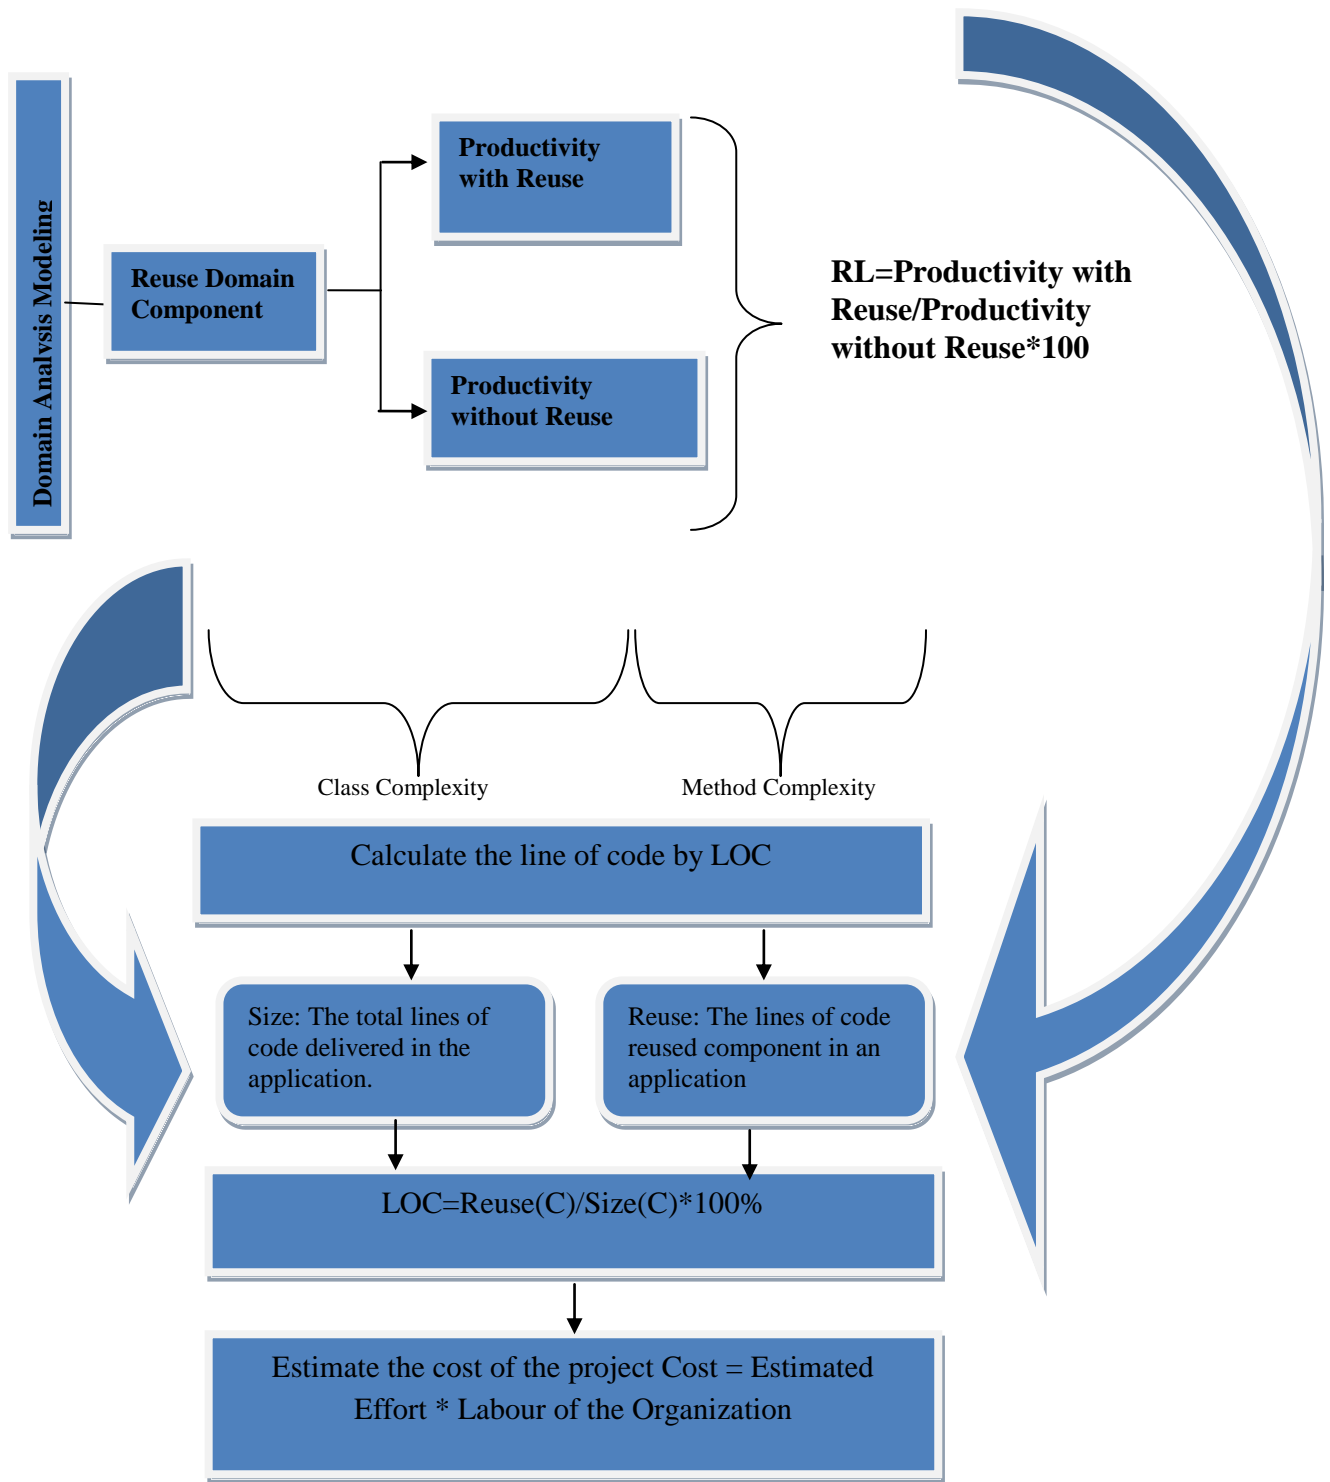 Domain Analysis Modeling
Reuse Domain
Component
Productivity
with Reuse
Productivity
without Reuse
RL=Productivity with
Reuse/Productivity
without Reuse*100
Class Complexity
Method Complexity
Calculate the line of code by LOC
Size: The total lines of
code delivered in the
application.
Reuse: The lines of code
reused component in an
application
LOC=Reuse(C)/Size(C)*100%
Estimate the cost of the project Cost = Estimated
Effort * Labour of the Organization